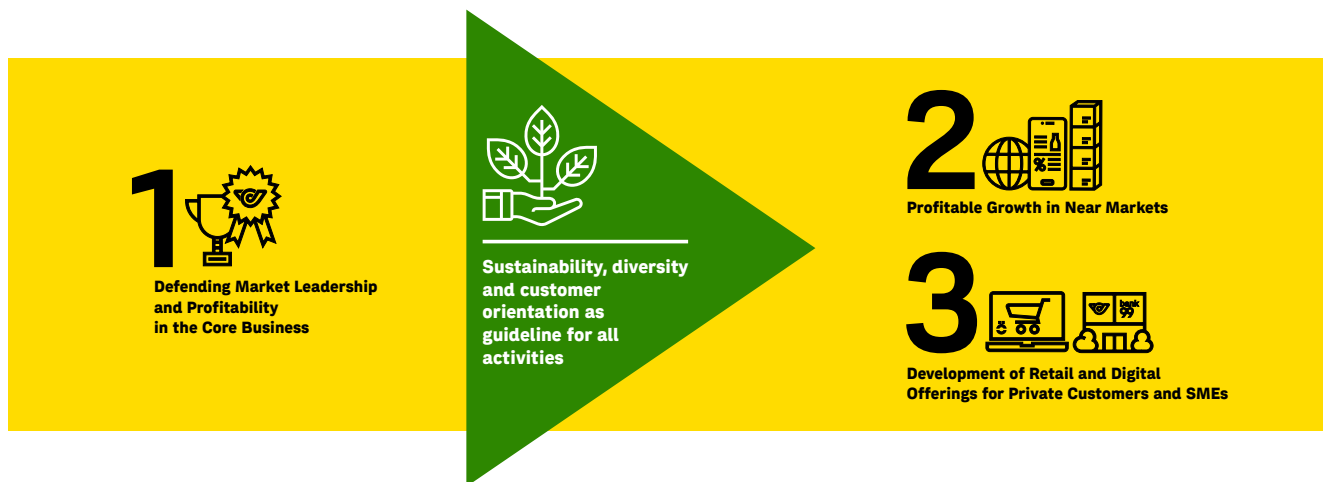 1
Defending Market Leadership
and Profitability
in the Core Business
Sustainability, diversity
and customer
orientation as
guideline for all
activities
2
%
Profitable Growth in Near Markets
3
bank
99
Development of Retail and Digital
Offerings for Private Customers and SMEs